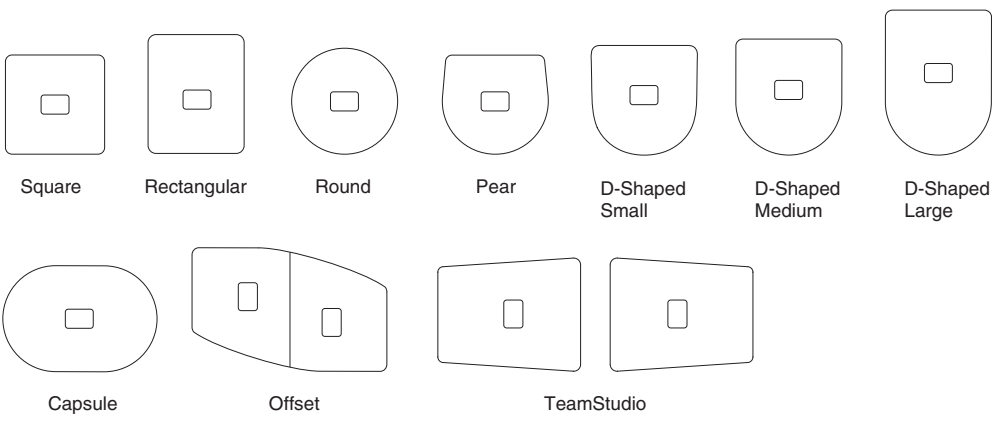 Square
Rectangular
Round
Pear
D-Shaped
Small
D-Shaped
Medium
D-Shaped
Large
Capsule
Offset
TeamStudio